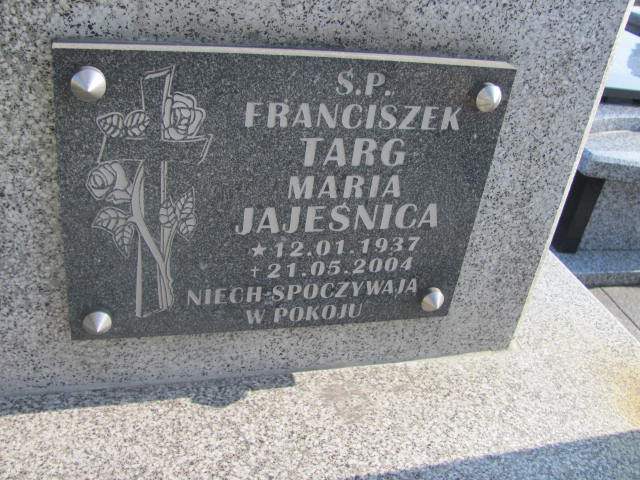 Ś.P.
FRANCISZEK
TARG
MARIA
JAJEŚNICA
★12.01.1937
+21.05.2004
NIECH SPOCZYWAJĄ
W POKOJU